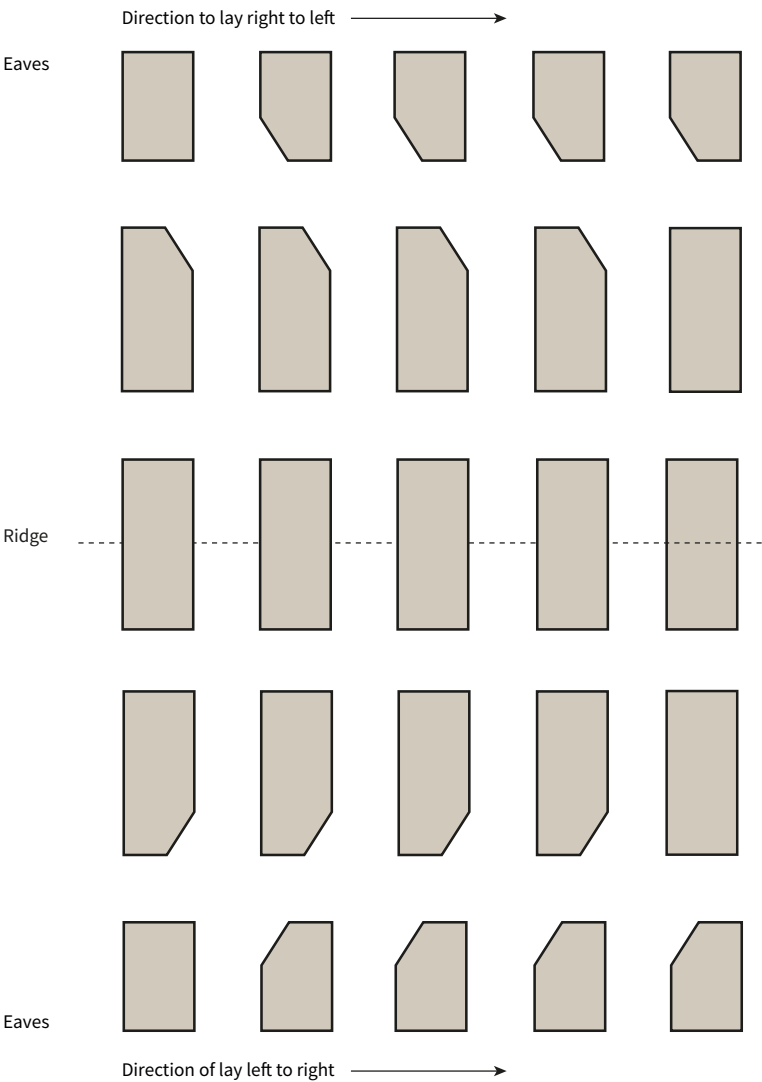 Direction to lay right to left
Eaves
Ridge
Eaves
Direction of lay left to right